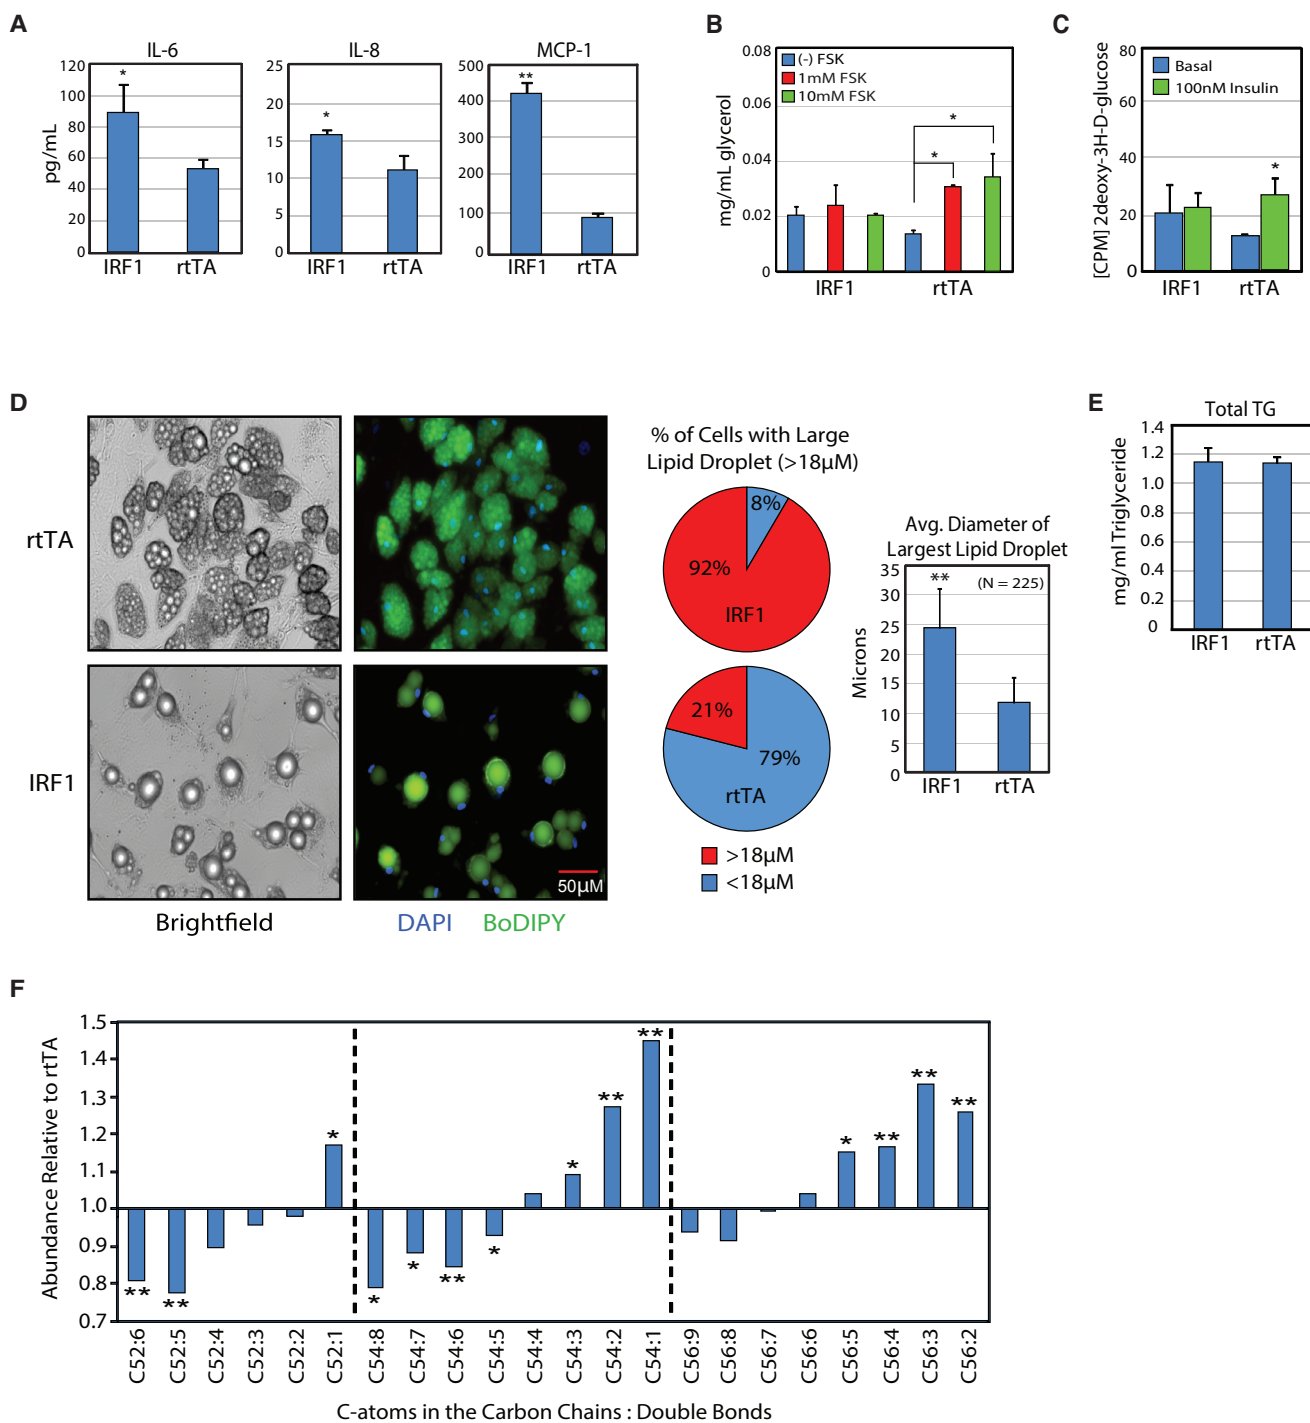 A
IL-6
IL-8
MCP-1
pg/mL
120
100
80
60
40
20
0
*
IRF1
rtTA
25
20
15
10
5
0
*
IRF1
rtTA
500
400
300
200
100
0
**
IRF1
rtTA
B
mg/mL glycerol
0.08
0.06
0.04
0.02
0
(-) FSK
1mM FSK
10mM FSK
*
*
IRF1
rtTA
C
[CPM] 2deoxy-3H-D-glucose
80
60
40
20
0
Basal
100nM Insulin
*
IRF1
rtTA
D
rtTA
IRF1
50µM
Brightfield
DAPI
BoDIPY
% of Cells with Large
Lipid Droplet (>18µM)
8%
92%
IRF1
21%
79%
rtTA
>18µM
<18µM
Avg. Diameter of
Largest Lipid Droplet
Microns
35
30
25
20
15
10
5
0
**
(N = 225)
IRF1
rtTA
E
Total TG
mg/ml Triglyceride
1.4
1.2
1.0
0.8
0.6
0.4
0.2
0
IRF1
rtTA
F
Abundance Relative to rtTA
1.5
1.4
1.3
1.2
1.1
1.0
0.9
0.8
0.7
**
**
*
*
*
**
*
*
**
**
*
**
**
**
C52:6
C52:5
C52:4
C52:3
C52:2
C52:1
C54:8
C54:7
C54:6
C54:5
C54:4
C54:3
C54:2
C54:1
C56:9
C56:8
C56:7
C56:6
C56:5
C56:4
C56:3
C56:2
C-atoms in the Carbon Chains : Double Bonds